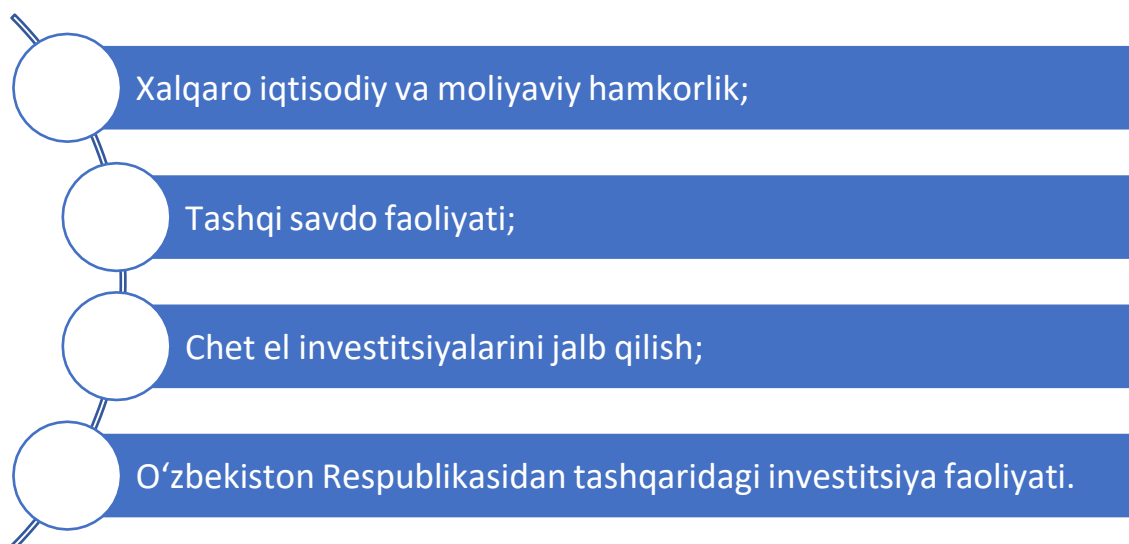 Xalqaro iqtisodiy va moliyaviy hamkorlik;
Tashqi savdo faoliyati;
Chet el investitsiyalarini jalb qilish;
O‘zbekiston Respublikasidan tashqaridagi investitsiya faoliyati.